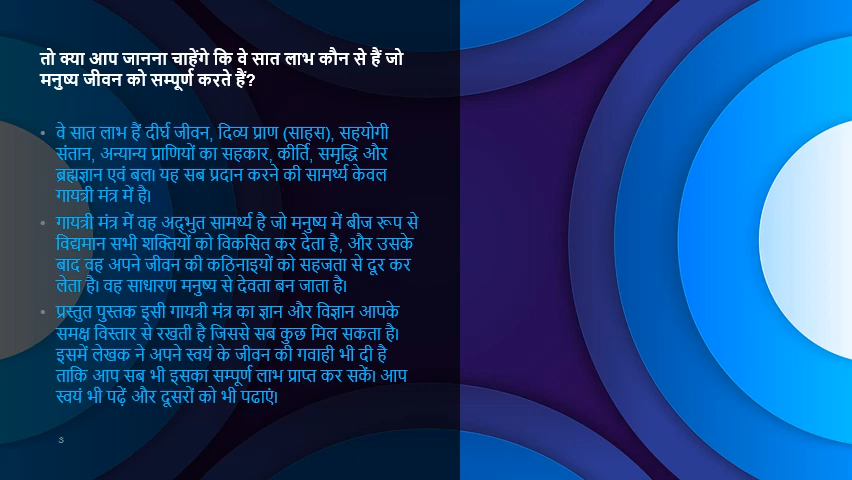 तो क्या आप जानना चाहेंगे कि वे सात लाभ कौन से हैं जो
मनुष्य जीवन को सम्पूर्ण करते हैं?
• वे सात लाभ हैं दीर्घ जीवन, दिव्य प्राण (साहस), सहयोगी
संतान, अन्यान्य प्राणियों का सहकार, कीर्ति, समृद्धि और
ब्रह्मज्ञान एवं बल। यह सब प्रदान करने की सामर्थ्य केवल
गायत्री मंत्र में है।
• गायत्री मंत्र में वह अद्भुत सामर्थ्य है जो मनुष्य में बीज रूप से
विद्यमान सभी शक्तियों को विकसित कर देता है, और उसके
बाद वह अपने जीवन की कठिनाइयों को सहजता से दूर कर
लेता है। वह साधारण मनुष्य से देवता बन जाता है।
• प्रस्तुत पुस्तक इसी गायत्री मंत्र का ज्ञान और विज्ञान आपके
समक्ष विस्तार से रखती है जिससे सब कुछ मिल सकता है।
इसमें लेखक ने अपने स्वयं के जीवन की गवाही भी दी है
ताकि आप सब भी इसका सम्पूर्ण लाभ प्राप्त कर सकें। आप
स्वयं भी पढ़ें और दूसरों को भी पढाएं।
3